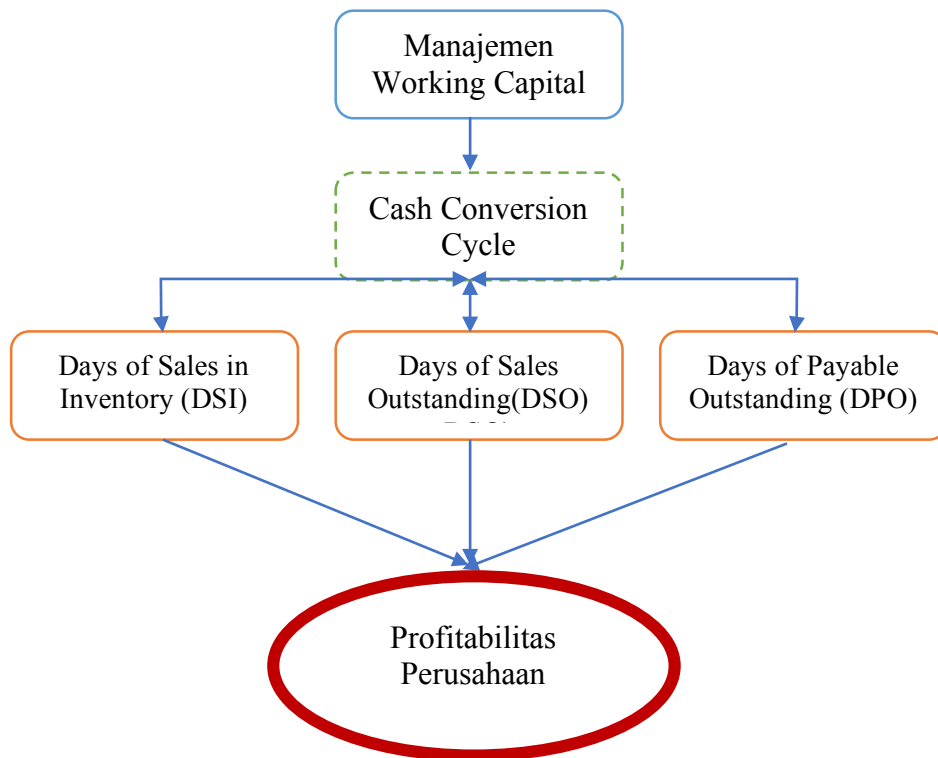 Manajemen
Working Capital
Cash Conversion
Cycle
Days of Sales in
Inventory (DSI)
Days of Sales
Outstanding(DSO)
Days of Payable
Outstanding (DPO)
Profitabilitas
Perusahaan